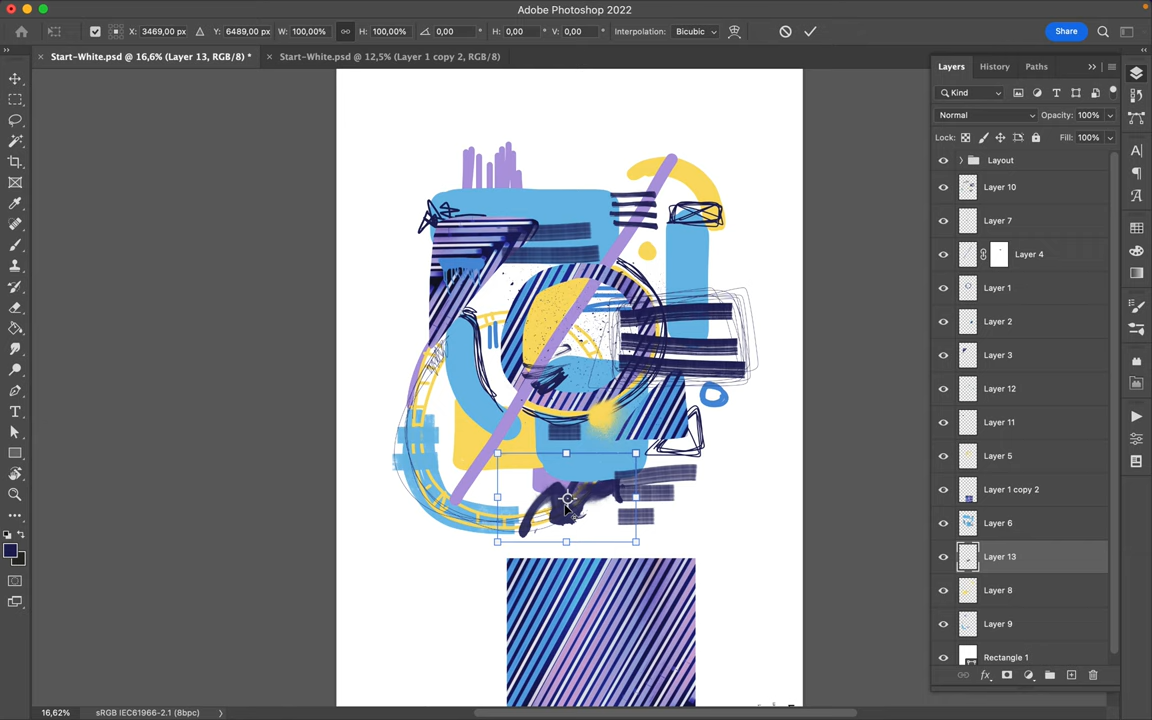 Adobe Photoshop 2022
X: 3469,00 px Y: 6489,00 px W: 100,00% H: 100,00% 0,00 ° H: 0,00 ° V: 0,00 ° Interpolation: Bicubic Share
Start-White.psd @ 16,6% (Layer 13, RGB/8) * Start-White.psd @ 12,5% (Layer 1 copy 2, RGB/8)
Layers History Paths
Kind
Normal Opacity: 100%
Lock: Fill: 100%
Layout
Layer 10
Layer 7
Layer 4
Layer 1
Layer 2
Layer 3
Layer 12
Layer 11
Layer 5
Layer 1 copy 2
Layer 6
Layer 13
Layer 8
Layer 9
Rectangle 1
16,62% sRGB IEC61966-2.1 (8bpc)